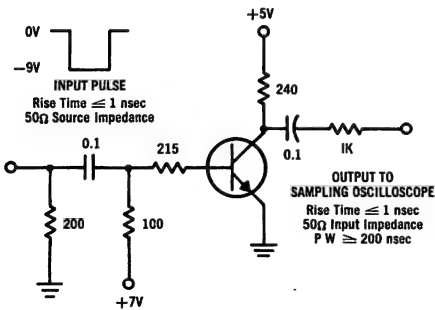 +5V
0V
−9V
INPUT PULSE
Rise Time ≦ 1 nsec
50Ω Source Impedance
240
0.1
215
0.1
1K
OUTPUT TO
SAMPLING OSCILLOSCOPE
Rise Time ≦ 1 nsec
50Ω Input Impedance
P W ≧ 200 nsec
200
100
+7V